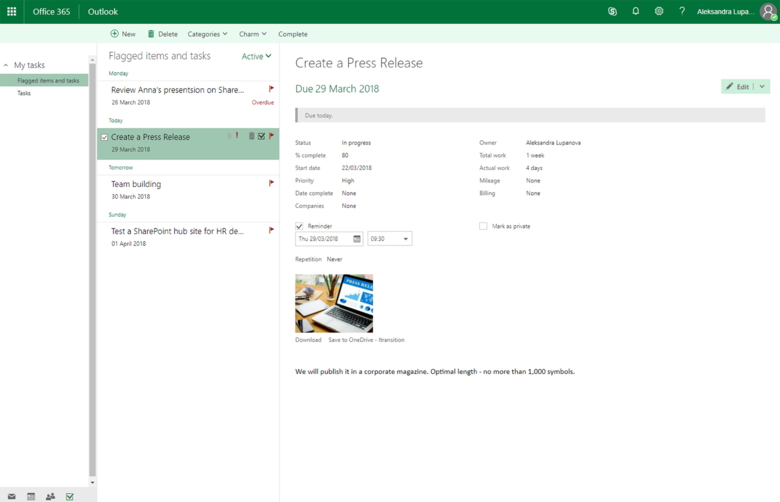 Office 365 Outlook Aleksandra Lupa...
New Delete Categories Charm Complete
My tasks
Flagged items and tasks
Tasks
Flagged items and tasks Active
Monday
Review Anna's presentsion on Share...
26 March 2018 Overdue
Today
Create a Press Release
29 March 2018
Tomorrow
Team building
30 March 2018
Sunday
Test a SharePoint hub site for HR de...
01 April 2018
Create a Press Release
Due 29 March 2018
Edit
Due today.
Status In progress
% complete 80
Start date 22/03/2018
Priority High
Date complete None
Companies None
Owner Aleksandra Lupanova
Total work 1 week
Actual work 4 days
Mileage None
Billing None
Reminder
Mark as private
Thu 29/03/2018 09:30
Repetition Never
PRESS RELEASE
Download Save to OneDrive - Itransition
We will publish it in a corporate magazine. Optimal length - no more than 1,000 symbols.